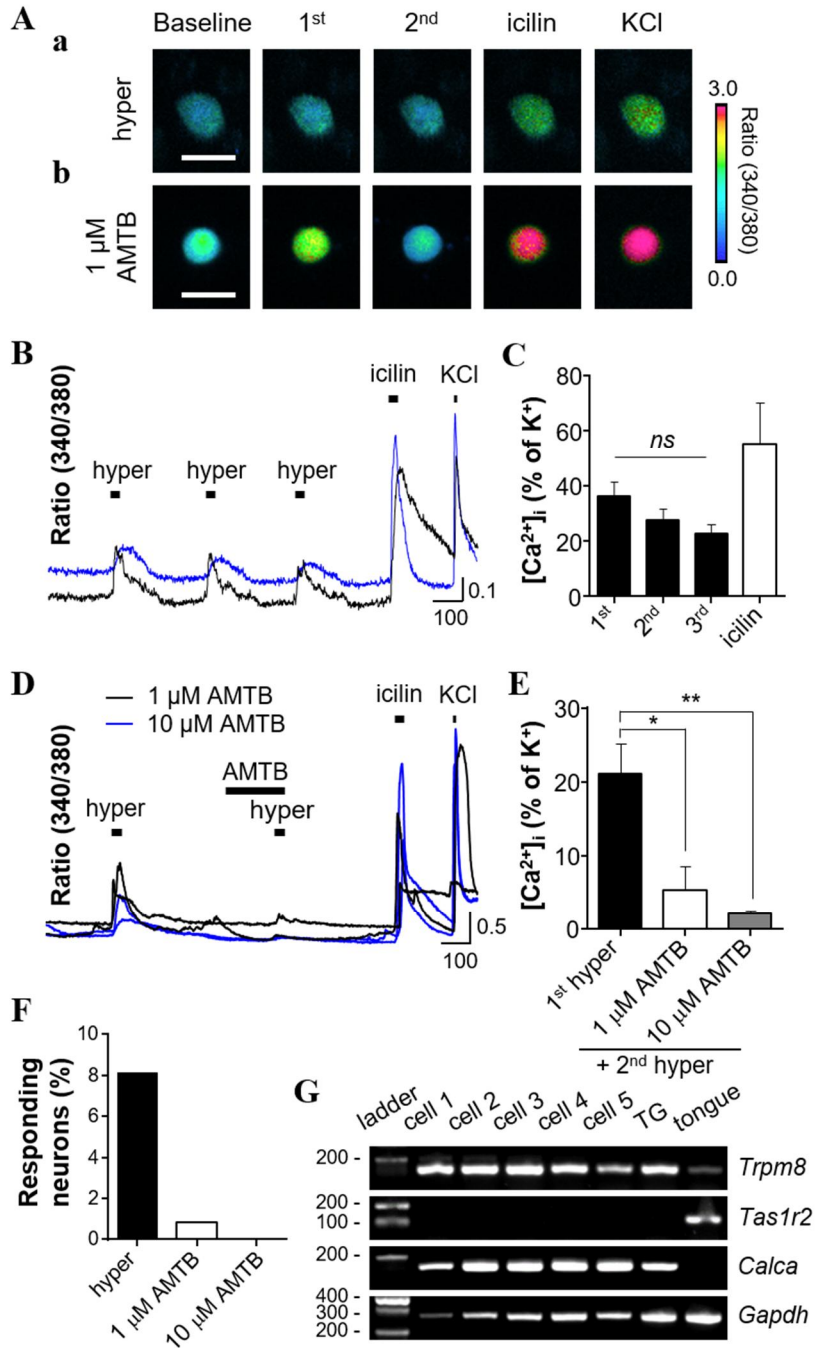 A
Baseline 1st 2nd icilin KCl
a
hyper
b
1 µM
AMTB
3.0
Ratio (340/380)
0.0
B
Ratio (340/380)
hyper hyper hyper icilin KCl
0.1
100
C
[Ca2+]i (% of K+)
80
60
40
20
0
ns
1st 2nd 3rd icilin
D
Ratio (340/380)
1 µM AMTB
10 µM AMTB
icilin KCl
AMTB
hyper hyper
0.5
100
E
[Ca2+]i (% of K+)
30
20
10
0
**
*
1st hyper 1 µM AMTB 10 µM AMTB
+ 2nd hyper
F
Responding
neurons (%)
10
8
6
4
2
0
hyper 1 µM AMTB 10 µM AMTB
G
ladder cell 1 cell 2 cell 3 cell 4 cell 5 TG tongue
200 - Trpm8
200 -
100 - Tas1r2
200 - Calca
400 -
300 - Gapdh
200 -